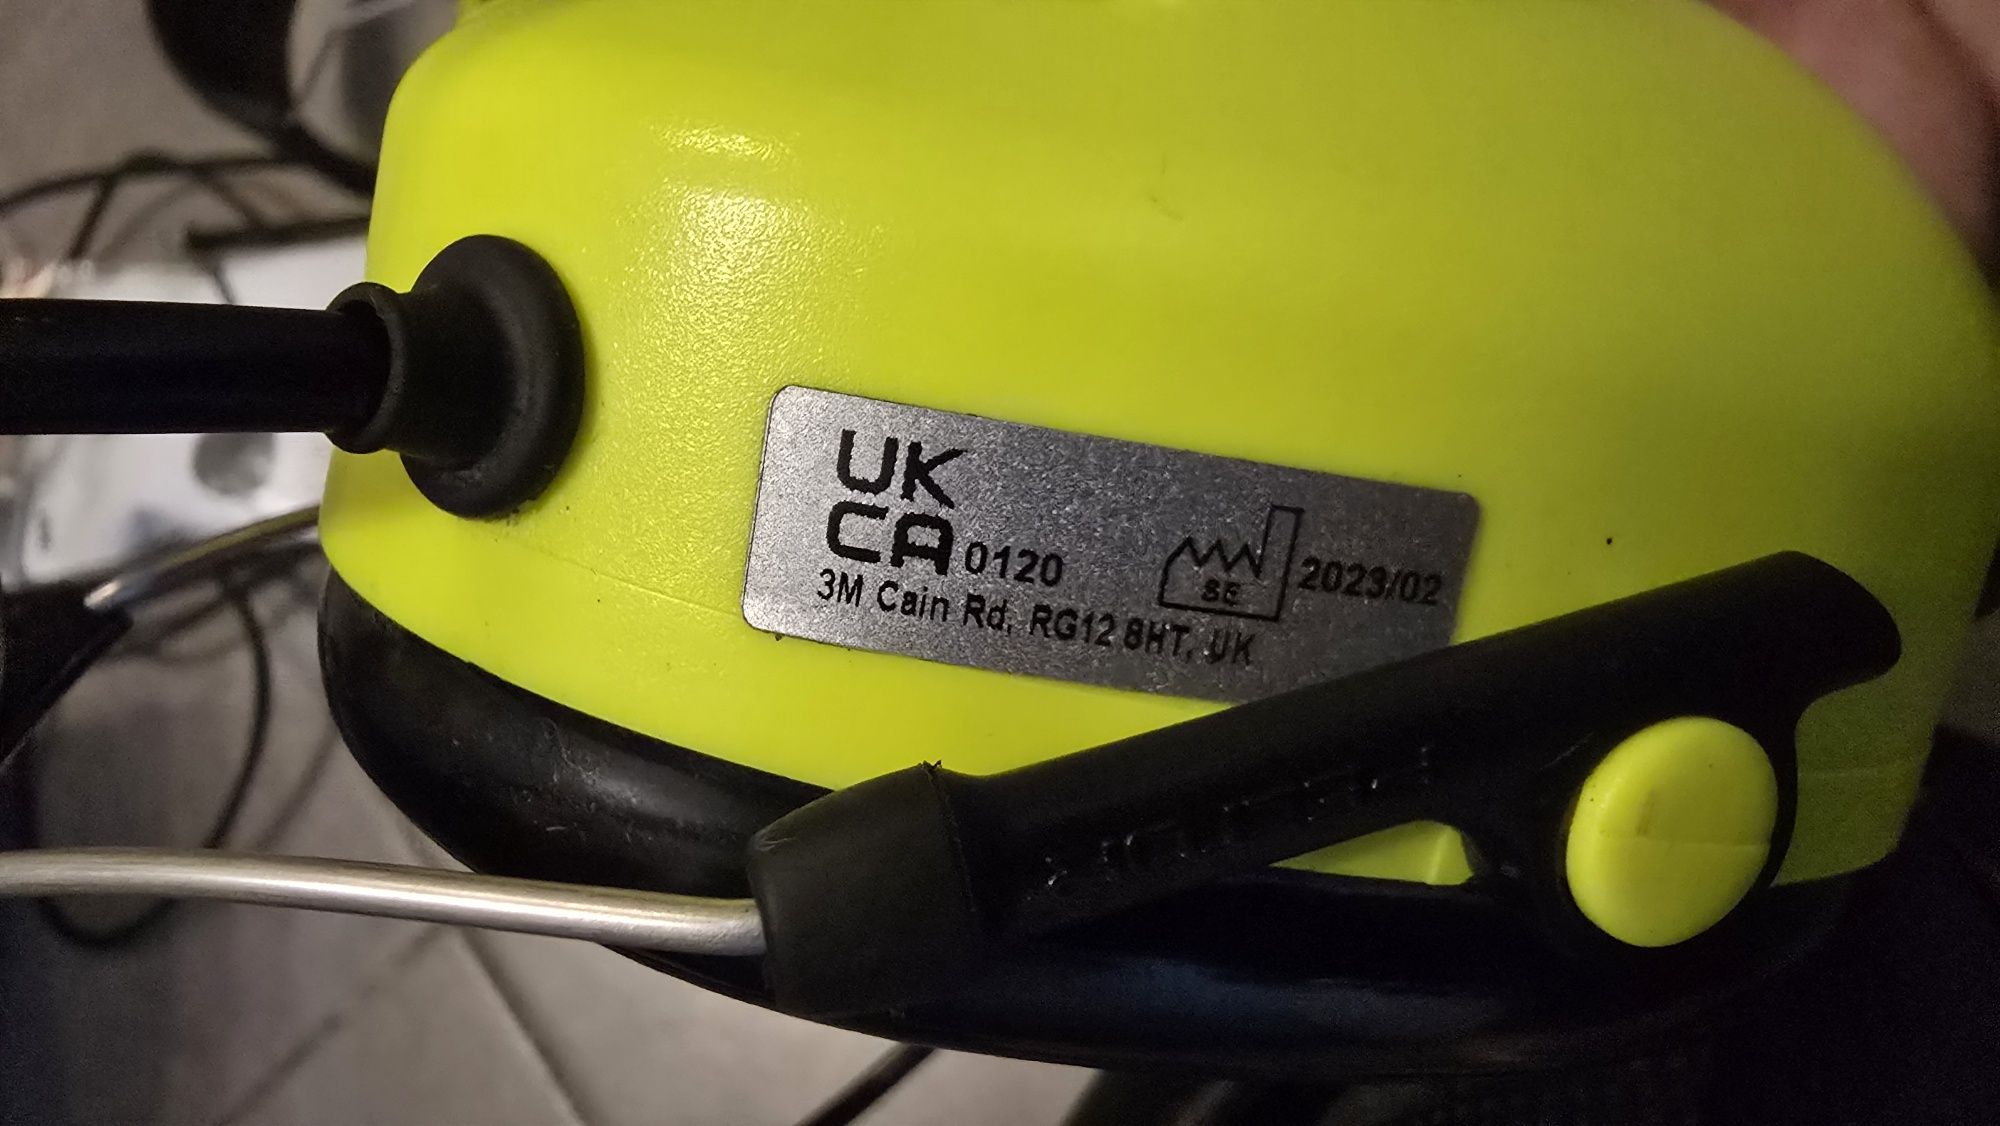 UK
CA 0120
SE 2023/02
3M Cain Rd, RG12 8HT, UK